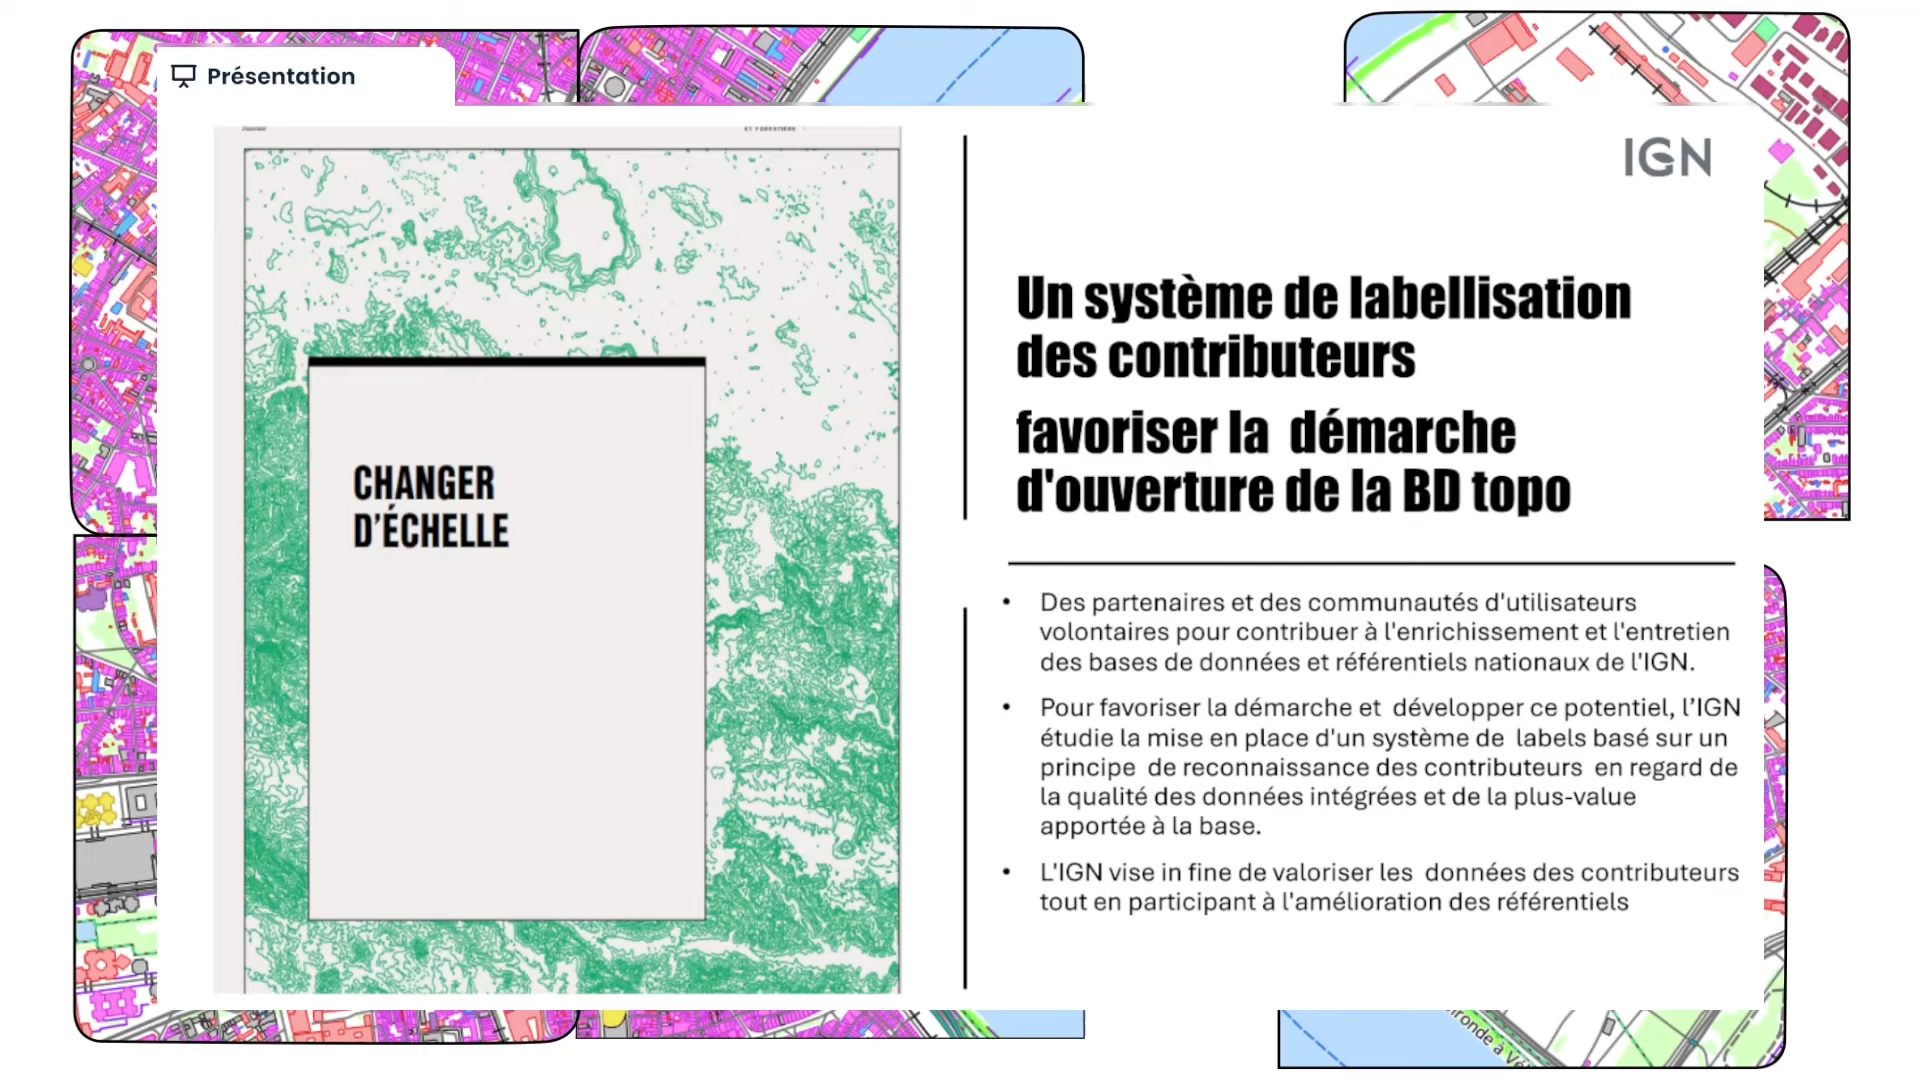 Présentation
ET FORESTIÈRE
IGN
CHANGER
D'ÉCHELLE
Un système de labellisation
des contributeurs
favoriser la démarche
d'ouverture de la BD topo
• Des partenaires et des communautés d'utilisateurs
volontaires pour contribuer à l'enrichissement et l'entretien
des bases de données et référentiels nationaux de l'IGN.
• Pour favoriser la démarche et développer ce potentiel, l’IGN
étudie la mise en place d'un système de labels basé sur un
principe de reconnaissance des contributeurs en regard de
la qualité des données intégrées et de la plus-value
apportée à la base.
• L'IGN vise in fine de valoriser les données des contributeurs
tout en participant à l'amélioration des référentiels